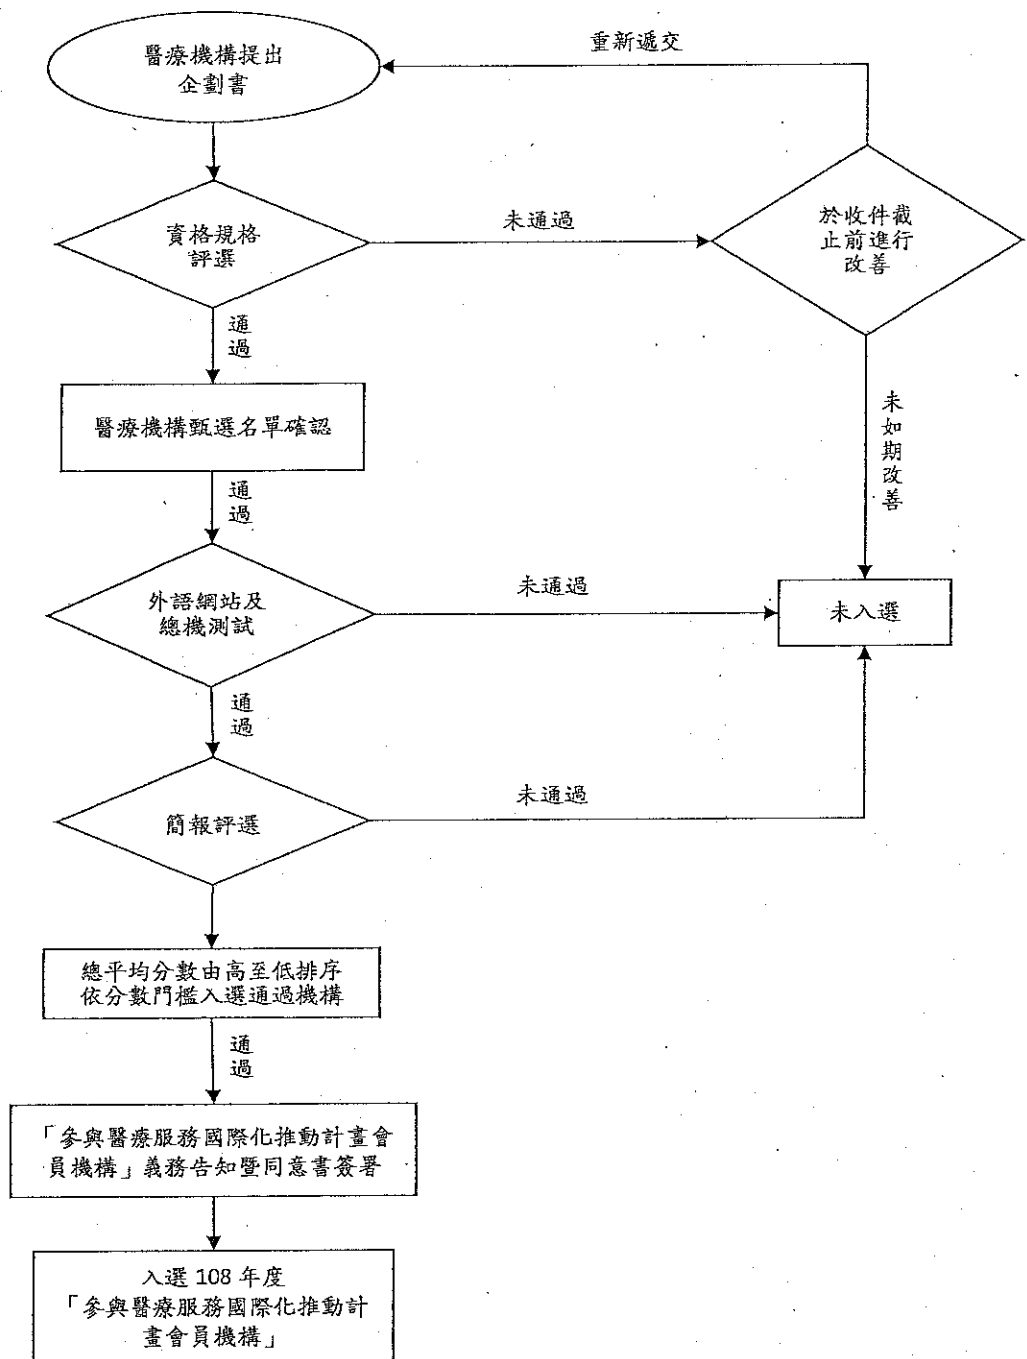 醫療機構提出
企劃書
重新遞交
資格規格
評選
未通過
於收件截
止前進行
改善
通
過
醫療機構甄選名單確認
未
如
期
改
善
通
過
外語網站及
總機測試
未通過
未入選
通
過
簡報評選
未通過
總平均分數由高至低排序
依分數門檻入選通過機構
通
過
「參與醫療服務國際化推動計畫會
員機構」義務告知暨同意書簽署
入選 108 年度
「參與醫療服務國際化推動計
畫會員機構」